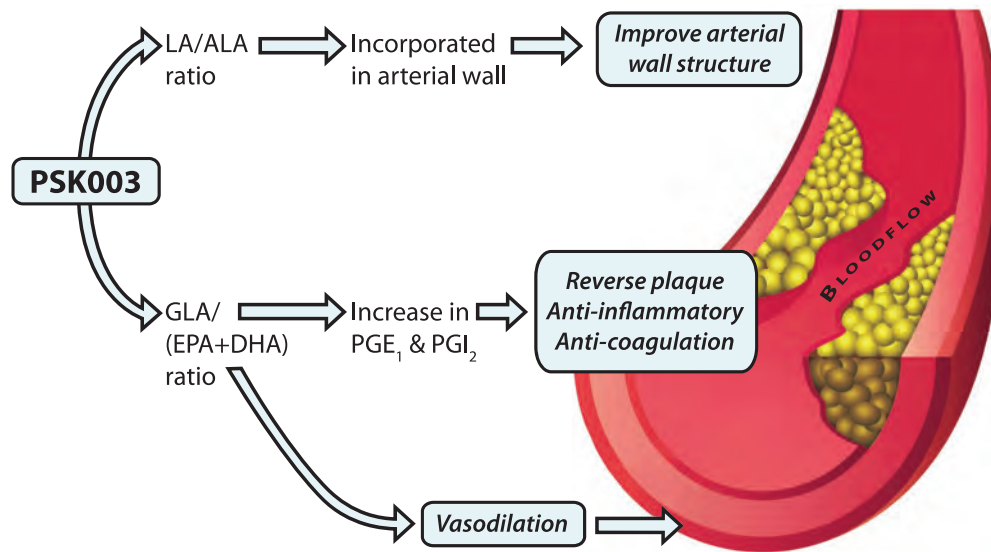 LA/ALA
ratio
Incorporated
in arterial wall
Improve arterial
wall structure
PSK003
BLOODFLOW
GLA/
(EPA+DHA)
ratio
Increase in
PGE₁ & PGI₂
Reverse plaque
Anti-inflammatory
Anti-coagulation
Vasodilation